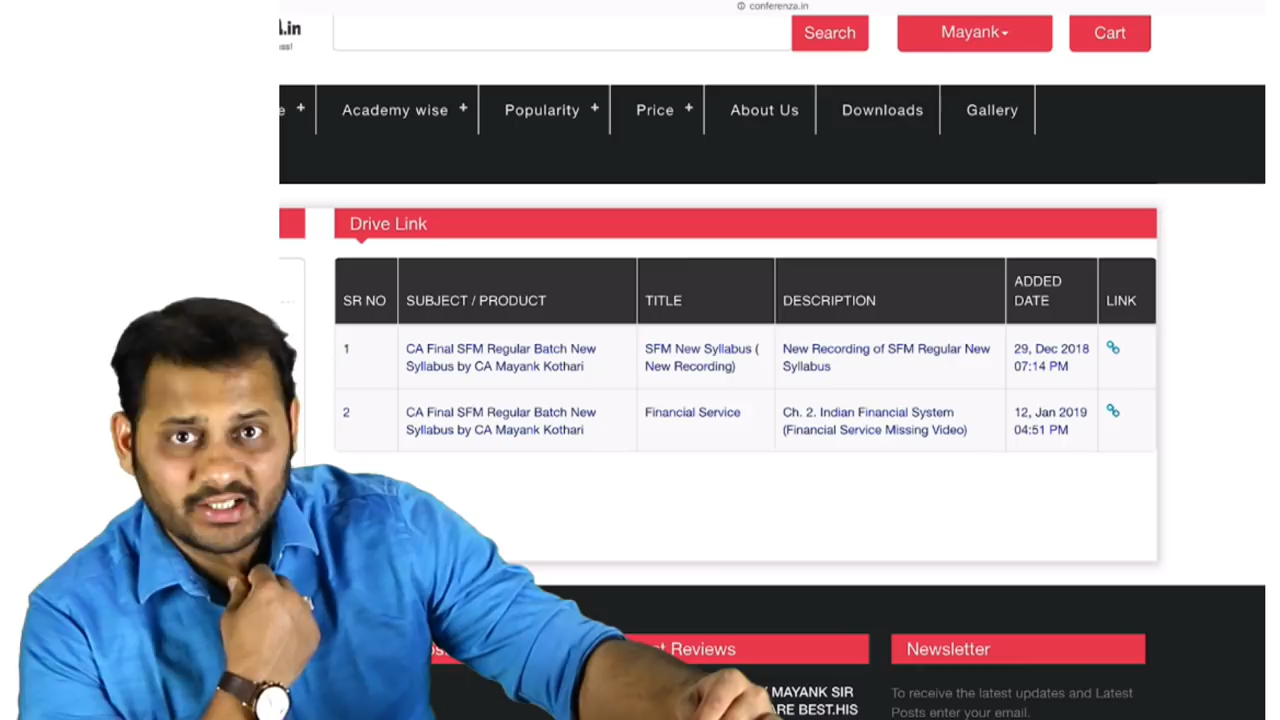 conferenza.in
.in
Search
Mayank
Cart
Academy wise +
Popularity +
Price +
About Us
Downloads
Gallery
Drive Link
SR NO
SUBJECT / PRODUCT
TITLE
DESCRIPTION
ADDED
DATE
LINK
1
CA Final SFM Regular Batch New
Syllabus by CA Mayank Kothari
SFM New Syllabus (
New Recording)
New Recording of SFM Regular New
Syllabus
29, Dec 2018
07:14 PM
2
CA Final SFM Regular Batch New
Syllabus by CA Mayank Kothari
Financial Service
Ch. 2. Indian Financial System
(Financial Service Missing Video)
12, Jan 2019
04:51 PM
Reviews
Newsletter
MAYANK SIR
ARE BEST.HIS
To receive the latest updates and Latest
Posts enter your email.